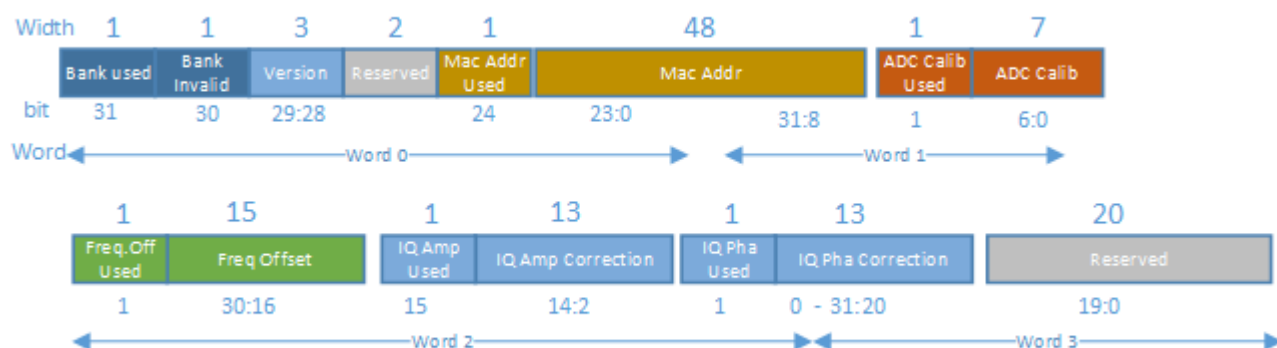 Width 1 1 3 2 1 48 1 7
Bank used Bank Invalid Version Reserved Mac Addr Used Mac Addr ADC Calib Used ADC Calib
bit 31 30 29:28 24 23:0 31:8 1 6:0
Word Word 0 Word 1
1 15 1 13 1 13 20
Freq.Off Used Freq Offset IQ Amp Used IQ Amp Correction IQ Pha Used IQ Pha Correction Reserved
1 30:16 15 14:2 1 0 - 31:20 19:0
Word 2 Word 3